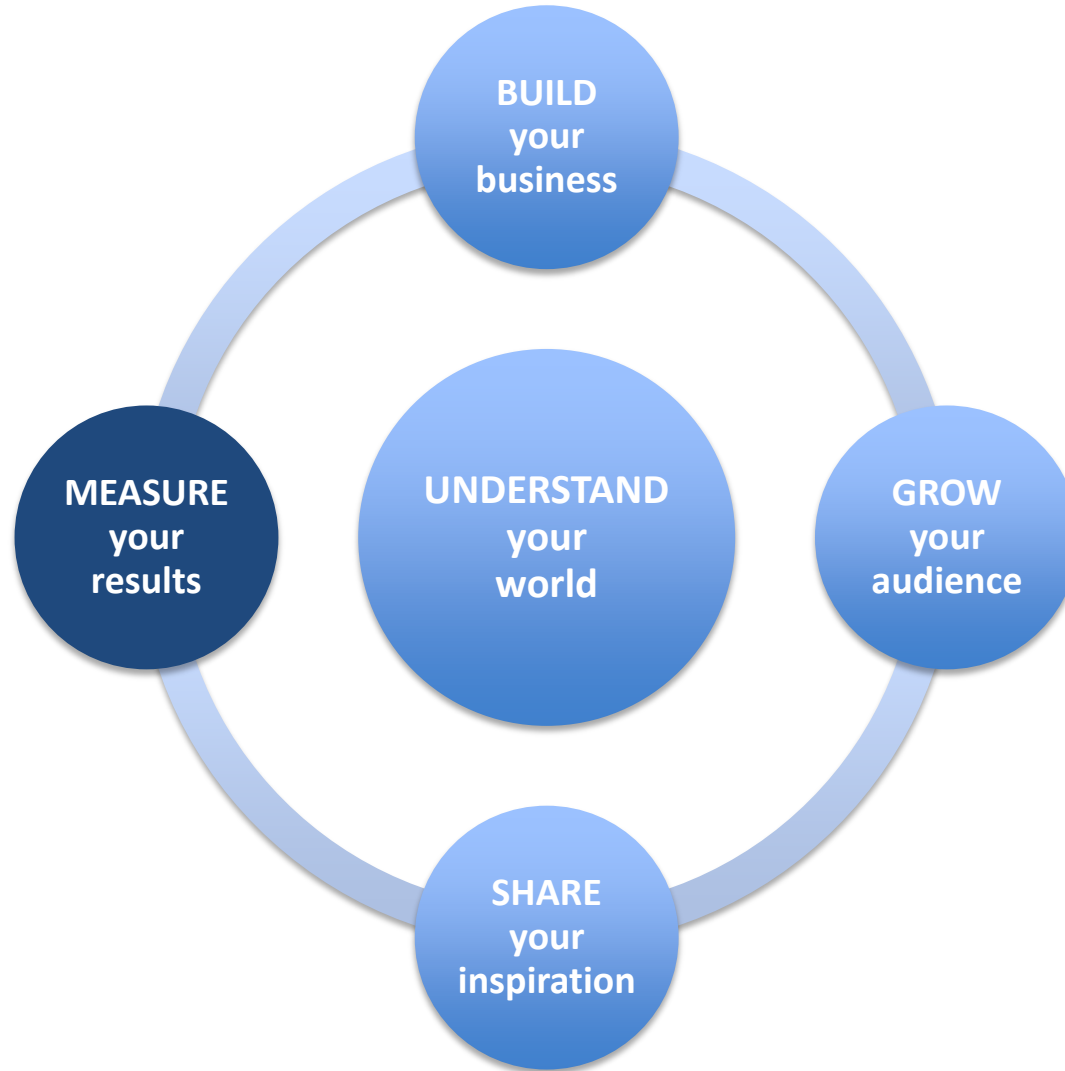 BUILD
your
business
MEASURE
your
results
UNDERSTAND
your
world
GROW
your
audience
SHARE
your
inspiration